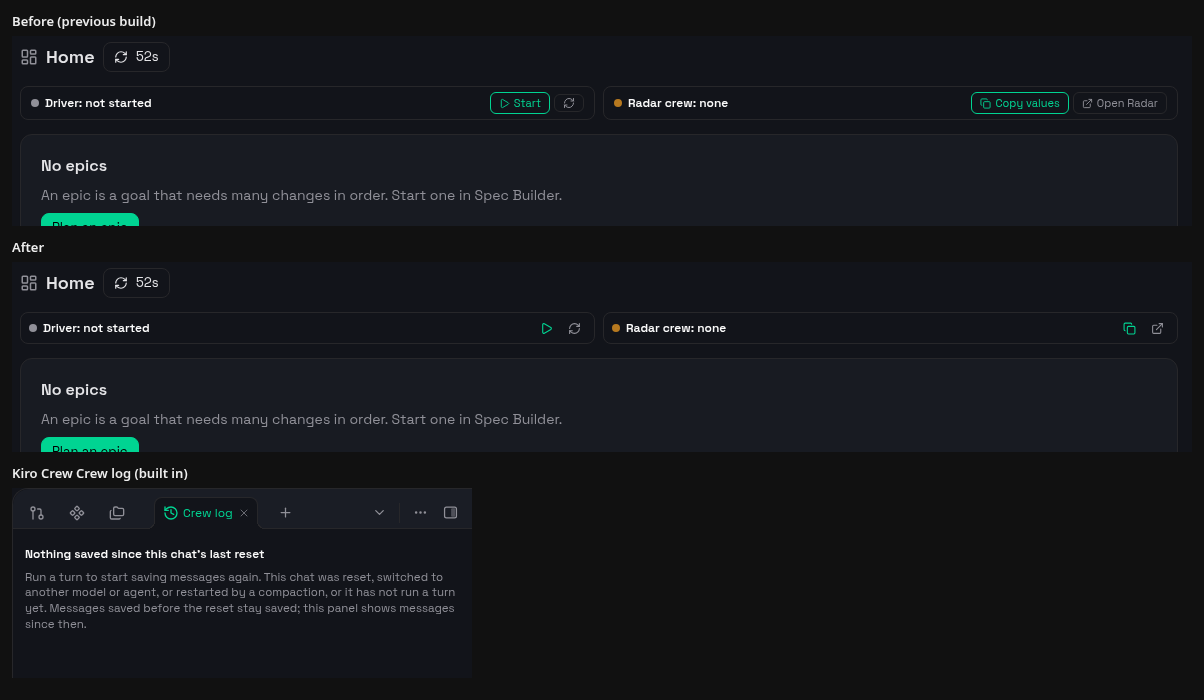 Before (previous build)
Home 52s
Driver: not started Start Radar crew: none Copy values Open Radar
No epics
An epic is a goal that needs many changes in order. Start one in Spec Builder.
Plan an epic
After
Home 52s
Driver: not started Radar crew: none
No epics
An epic is a goal that needs many changes in order. Start one in Spec Builder.
Plan an epic
Kiro Crew Crew log (built in)
Crew log
Nothing saved since this chat's last reset
Run a turn to start saving messages again. This chat was reset, switched to
another model or agent, or restarted by a compaction, or it has not run a turn
yet. Messages saved before the reset stay saved; this panel shows messages
since then.